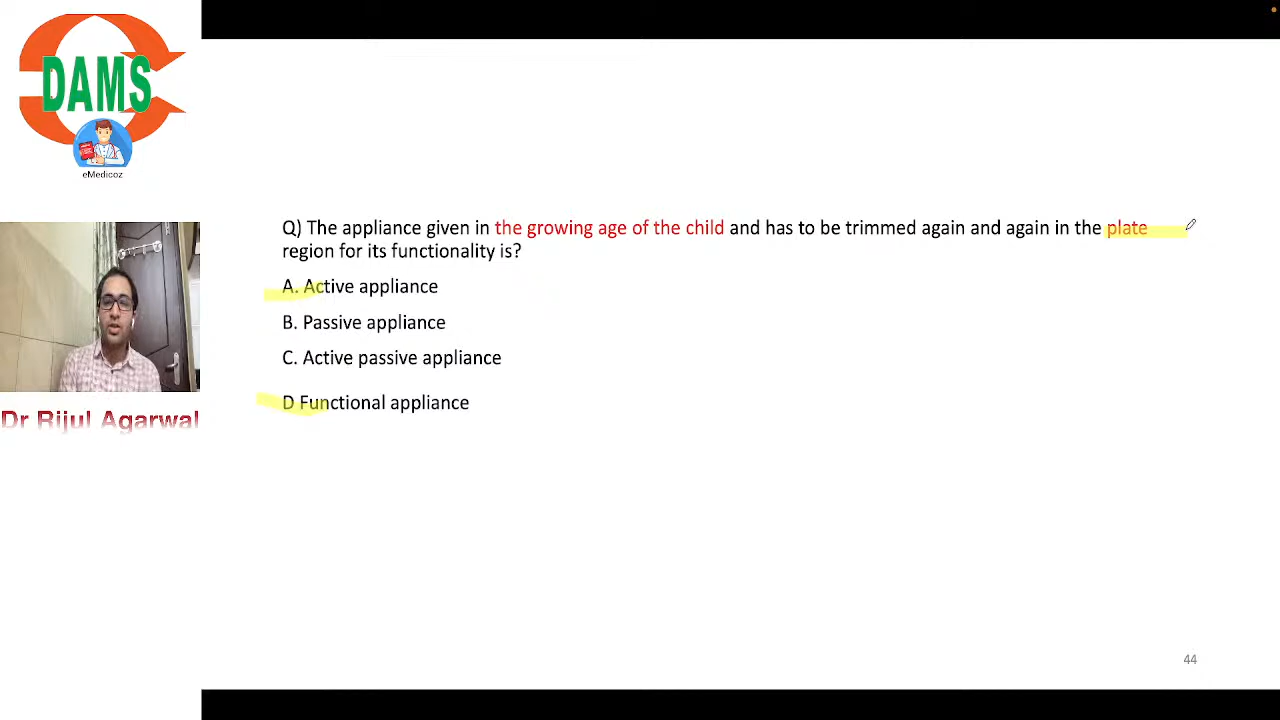 DAMS
eMedicoz
Dr Rijul Agarwal
Q) The appliance given in the growing age of the child and has to be trimmed again and again in the plate
region for its functionality is?
A. Active appliance
B. Passive appliance
C. Active passive appliance
D Functional appliance
44